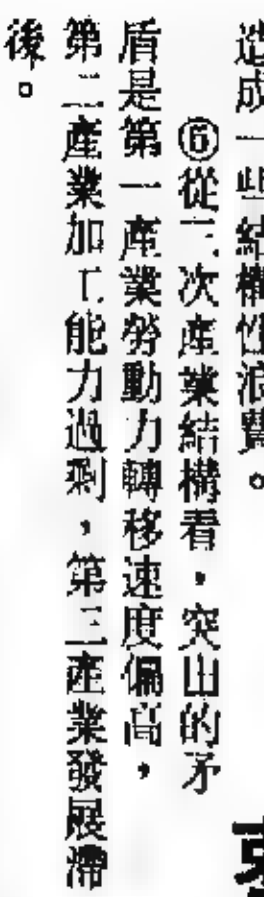 造成一些結構性浪費。
⑥從三次產業結構看,突出的矛
盾是第一產業勞動力轉移速度偏高,
第二產業加工能力過剩,第三產業發展滯
後。